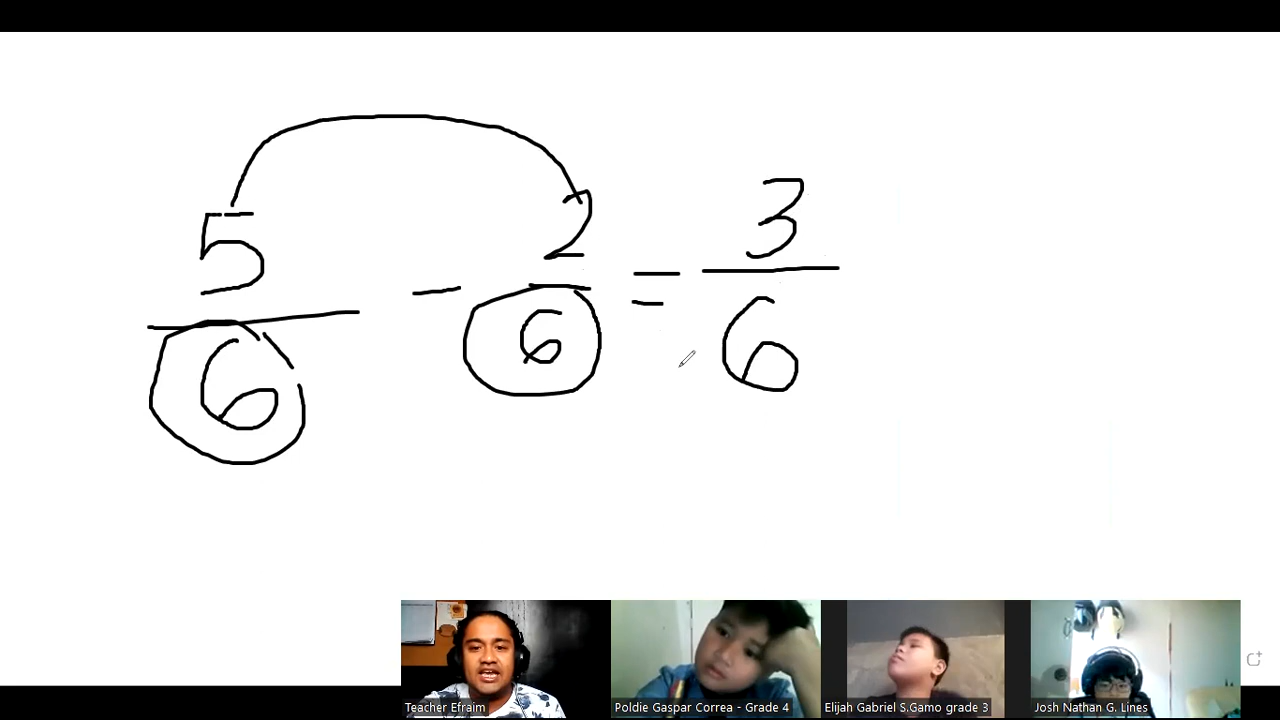 5/6 - 2/6 = 3/6
Teacher Efraim
Poldie Gaspar Correa - Grade 4
Elijah Gabriel S.Gamo grade 3
Josh Nathan G. Lines